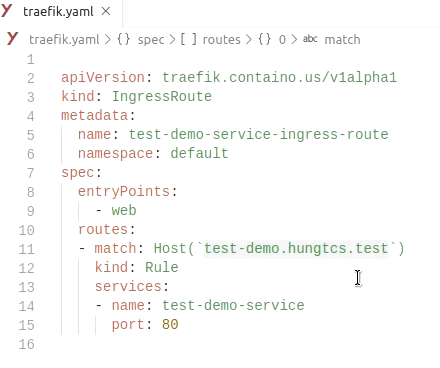 traefik.yaml ×
traefik.yaml > {} spec > [ ] routes > {} 0 > abc match
1
2 apiVersion: traefik.containo.us/v1alpha1
3 kind: IngressRoute
4 metadata:
5   name: test-demo-service-ingress-route
6   namespace: default
7 spec:
8   entryPoints:
9     - web
10   routes:
11   - match: Host(`test-demo.hungtcs.test`)
12     kind: Rule
13     services:
14     - name: test-demo-service
15       port: 80
16